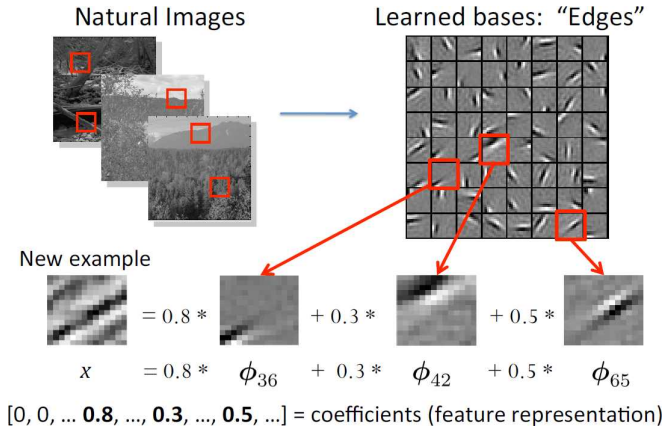 Natural Images
Learned bases: “Edges”
New example
= 0.8 * + 0.3 * + 0.5 *
x = 0.8 * ϕ36 + 0.3 * ϕ42 + 0.5 * ϕ65
[0, 0, ... 0.8, ..., 0.3, ..., 0.5, ...] = coefficients (feature representation)